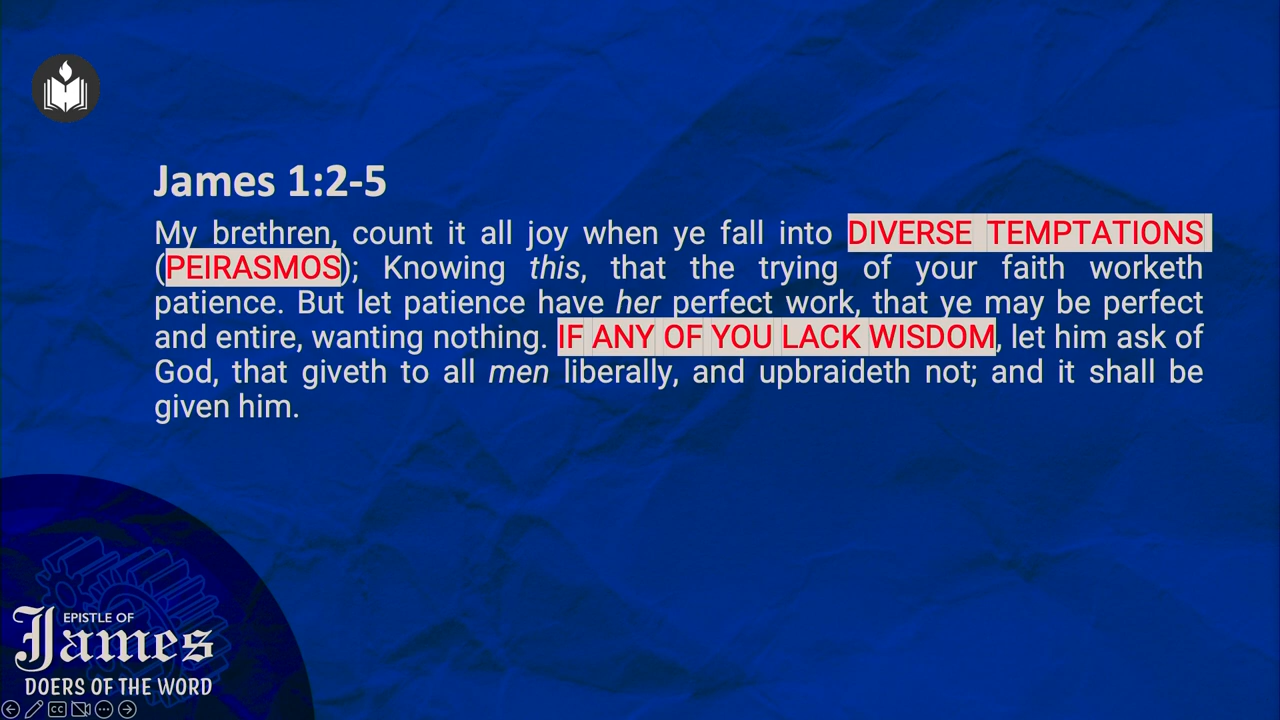 James 1:2-5
My brethren, count it all joy when ye fall into DIVERSE TEMPTATIONS
(PEIRASMOS); Knowing this, that the trying of your faith worketh
patience. But let patience have her perfect work, that ye may be perfect
and entire, wanting nothing. IF ANY OF YOU LACK WISDOM, let him ask of
God, that giveth to all men liberally, and upbraideth not; and it shall be
given him.
EPISTLE OF
James
DOERS OF THE WORD
CC